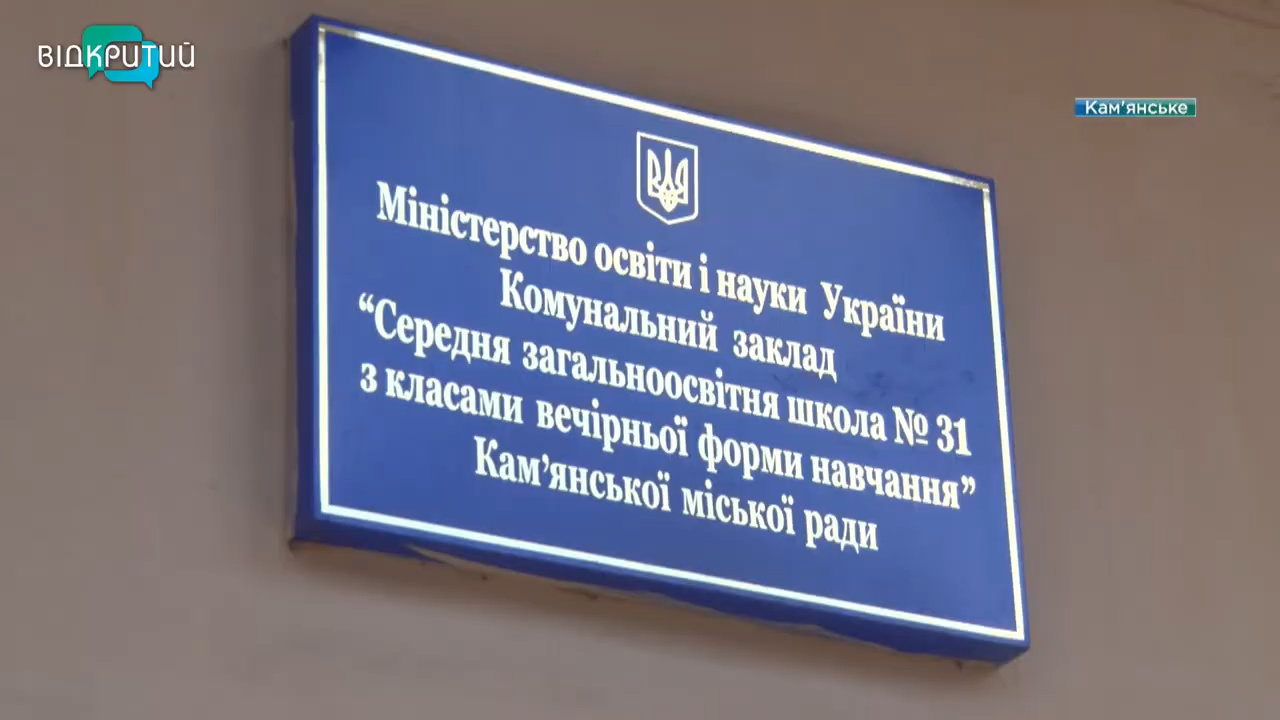 ВІДКРИТИЙ
Кам'янське
Міністерство освіти і науки України
Комунальний заклад
“Середня загальноосвітня школа № 31
з класами вечірньої форми навчання”
Кам’янської міської ради